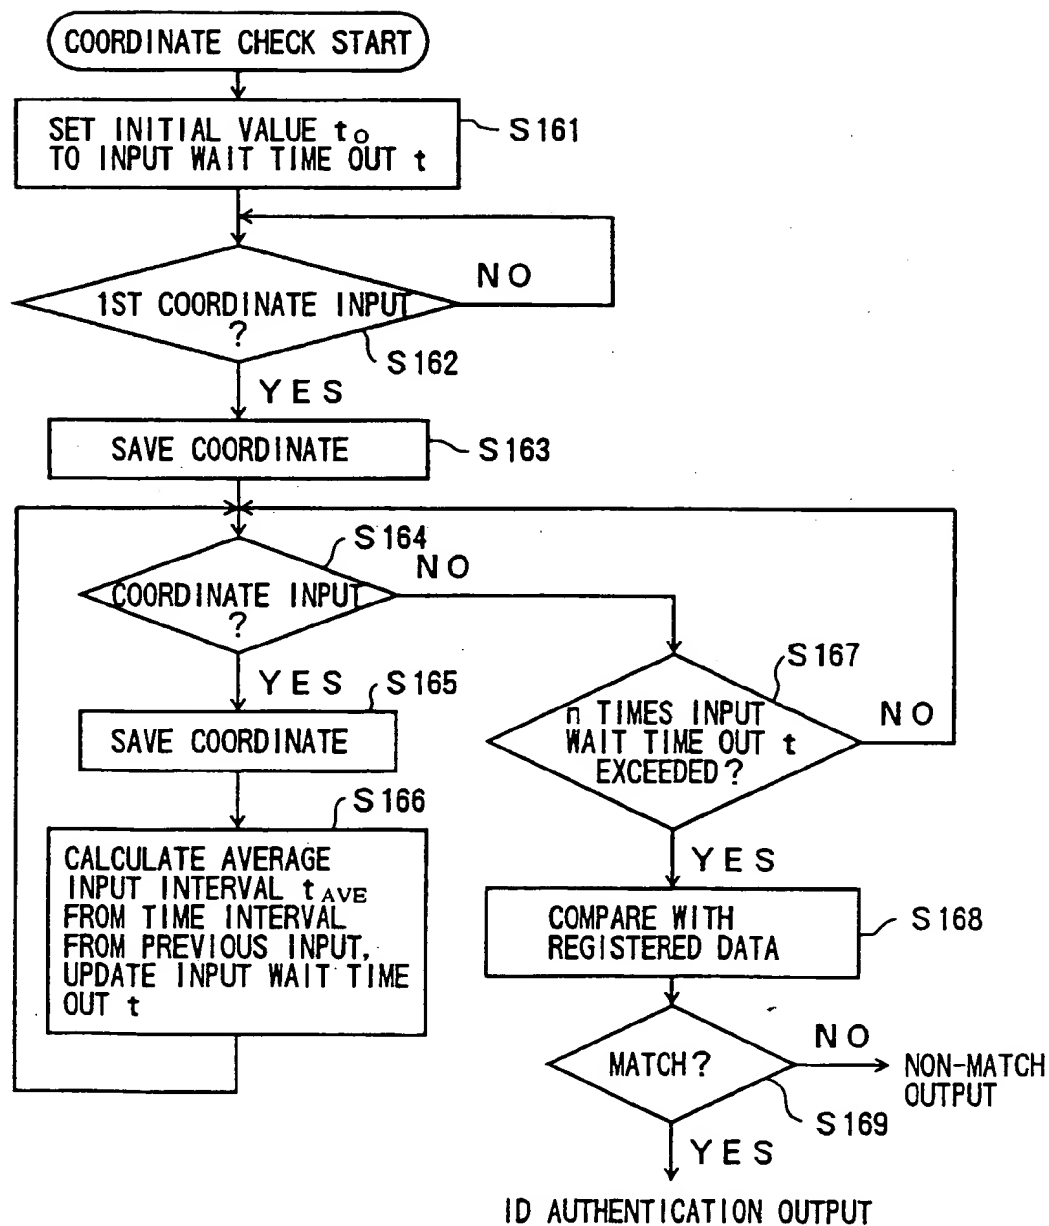 COORDINATE CHECK START
SET INITIAL VALUE t0
TO INPUT WAIT TIME OUT t
S161
NO
1ST COORDINATE INPUT
?
S162
YES
SAVE COORDINATE
S163
S164
NO
COORDINATE INPUT
?
YES
S165
SAVE COORDINATE
S166
CALCULATE AVERAGE
INPUT INTERVAL tAVE
FROM TIME INTERVAL
FROM PREVIOUS INPUT,
UPDATE INPUT WAIT TIME
OUT t
S167
n TIMES INPUT
WAIT TIME OUT t
EXCEEDED?
NO
YES
COMPARE WITH
REGISTERED DATA
S168
MATCH?
NO
NON-MATCH
OUTPUT
S169
YES
ID AUTHENTICATION OUTPUT